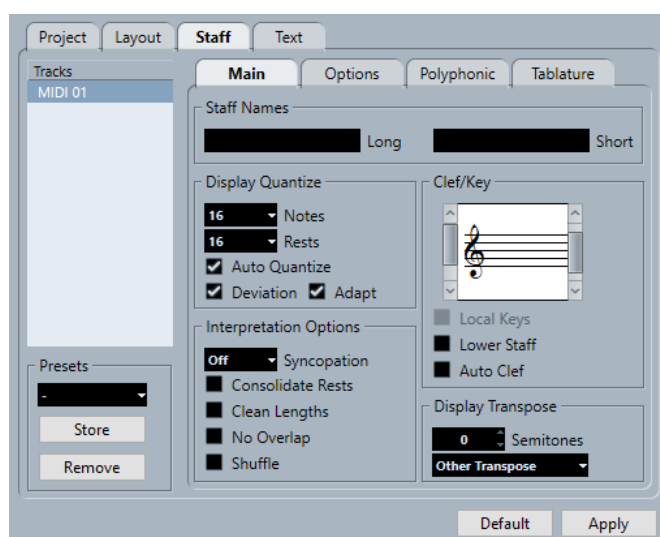 Project Layout Staff Text
Tracks
MIDI 01
Main Options Polyphonic Tablature
Staff Names
Long Short
Display Quantize
16 Notes
16 Rests
Auto Quantize
Deviation Adapt
Clef/Key
Local Keys
Lower Staff
Auto Clef
Interpretation Options
Off Syncopation
Consolidate Rests
Clean Lengths
No Overlap
Shuffle
Display Transpose
0 Semitones
Other Transpose
Presets
-
Store
Remove
Default Apply